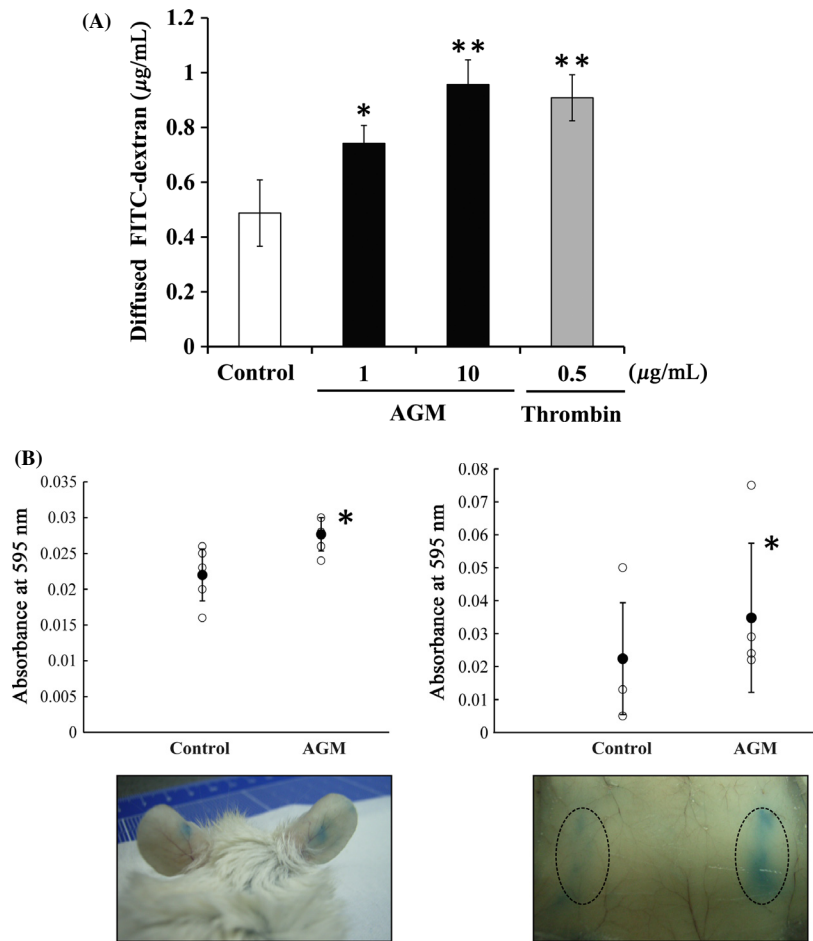 (A)
Diffused FITC-dextran (µg/mL)
1.2
1
0.8
0.6
0.4
0.2
0
*
**
**
Control
1
10
0.5
(µg/mL)
AGM
Thrombin
(B)
Absorbance at 595 nm
0.035
0.03
0.025
0.02
0.015
0.01
0.005
0
*
Control
AGM
Absorbance at 595 nm
0.08
0.07
0.06
0.05
0.04
0.03
0.02
0.01
0
*
Control
AGM